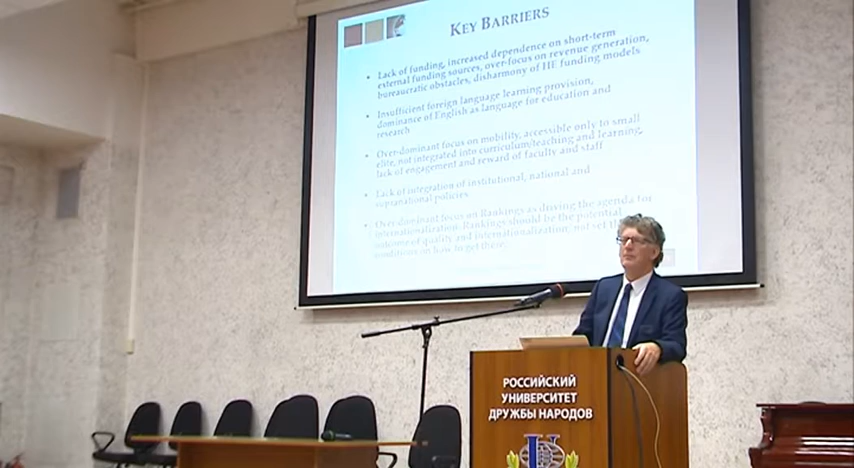 KEY BARRIERS
• Lack of funding, increased dependence on short-term
external funding sources, over-focus on revenue generation,
bureaucratic obstacles, disharmony of HE funding models
• Insufficient foreign language learning provision,
dominance of English as language for education and
research
• Over-dominant focus on mobility, accessible only to small
elite, not integrated into curriculum/teaching and learning,
lack of engagement and reward of faculty and staff
• Lack of integration of institutional, national and
supranational policies
• Over-dominant focus on Rankings as driving the agenda for
internationalization. Rankings should be the potential
outcome of quality and internationalization, not set the
conditions on how to get there.
РОССИЙСКИЙ
УНИВЕРСИТЕТ
ДРУЖБЫ НАРОДОВ